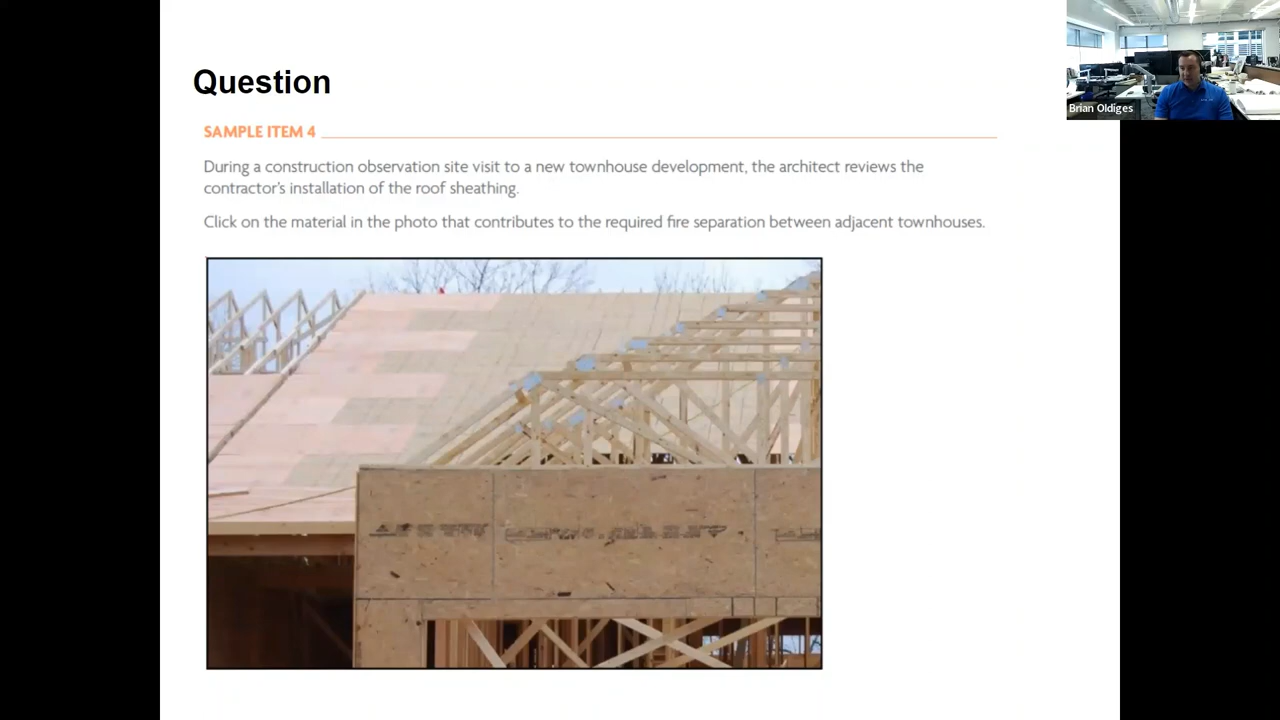 Question
SAMPLE ITEM 4
During a construction observation site visit to a new townhouse development, the architect reviews the
contractor's installation of the roof sheathing.
Click on the material in the photo that contributes to the required fire separation between adjacent townhouses.
Brian Oldiges